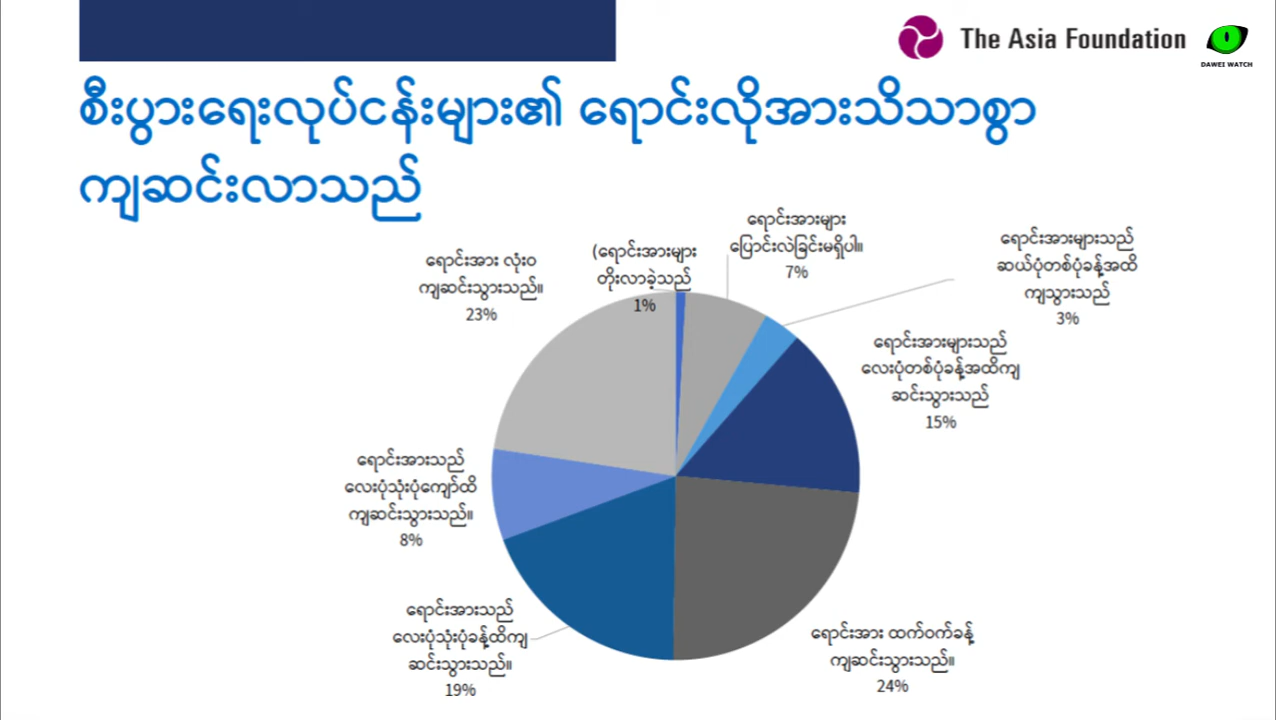 The Asia Foundation
DAWEI WATCH
စီးပွားရေးလုပ်ငန်းများ၏ ရောင်းလိုအားသိသာစွာ
ကျဆင်းလာသည်
ရောင်းအားများ
ပြောင်းလဲခြင်းမရှိပါ။
7%
(ရောင်းအားများ
တိုးလာခဲ့သည်
1%
ရောင်းအား လုံးဝ
ကျဆင်းသွားသည်။
23%
ရောင်းအားများသည်
ဆယ်ပုံတစ်ပုံခန့်အထိ
ကျသွားသည်
3%
ရောင်းအားများသည်
လေးပုံတစ်ပုံခန့်အထိကျ
ဆင်းသွားသည်
15%
ရောင်းအားသည်
လေးပုံသုံးပုံကျော်ထိ
ကျဆင်းသွားသည်။
8%
ရောင်းအားသည်
လေးပုံသုံးပုံခန့်ထိကျ
ဆင်းသွားသည်။
19%
ရောင်းအား ထက်ဝက်ခန့်
ကျဆင်းသွားသည်။
24%